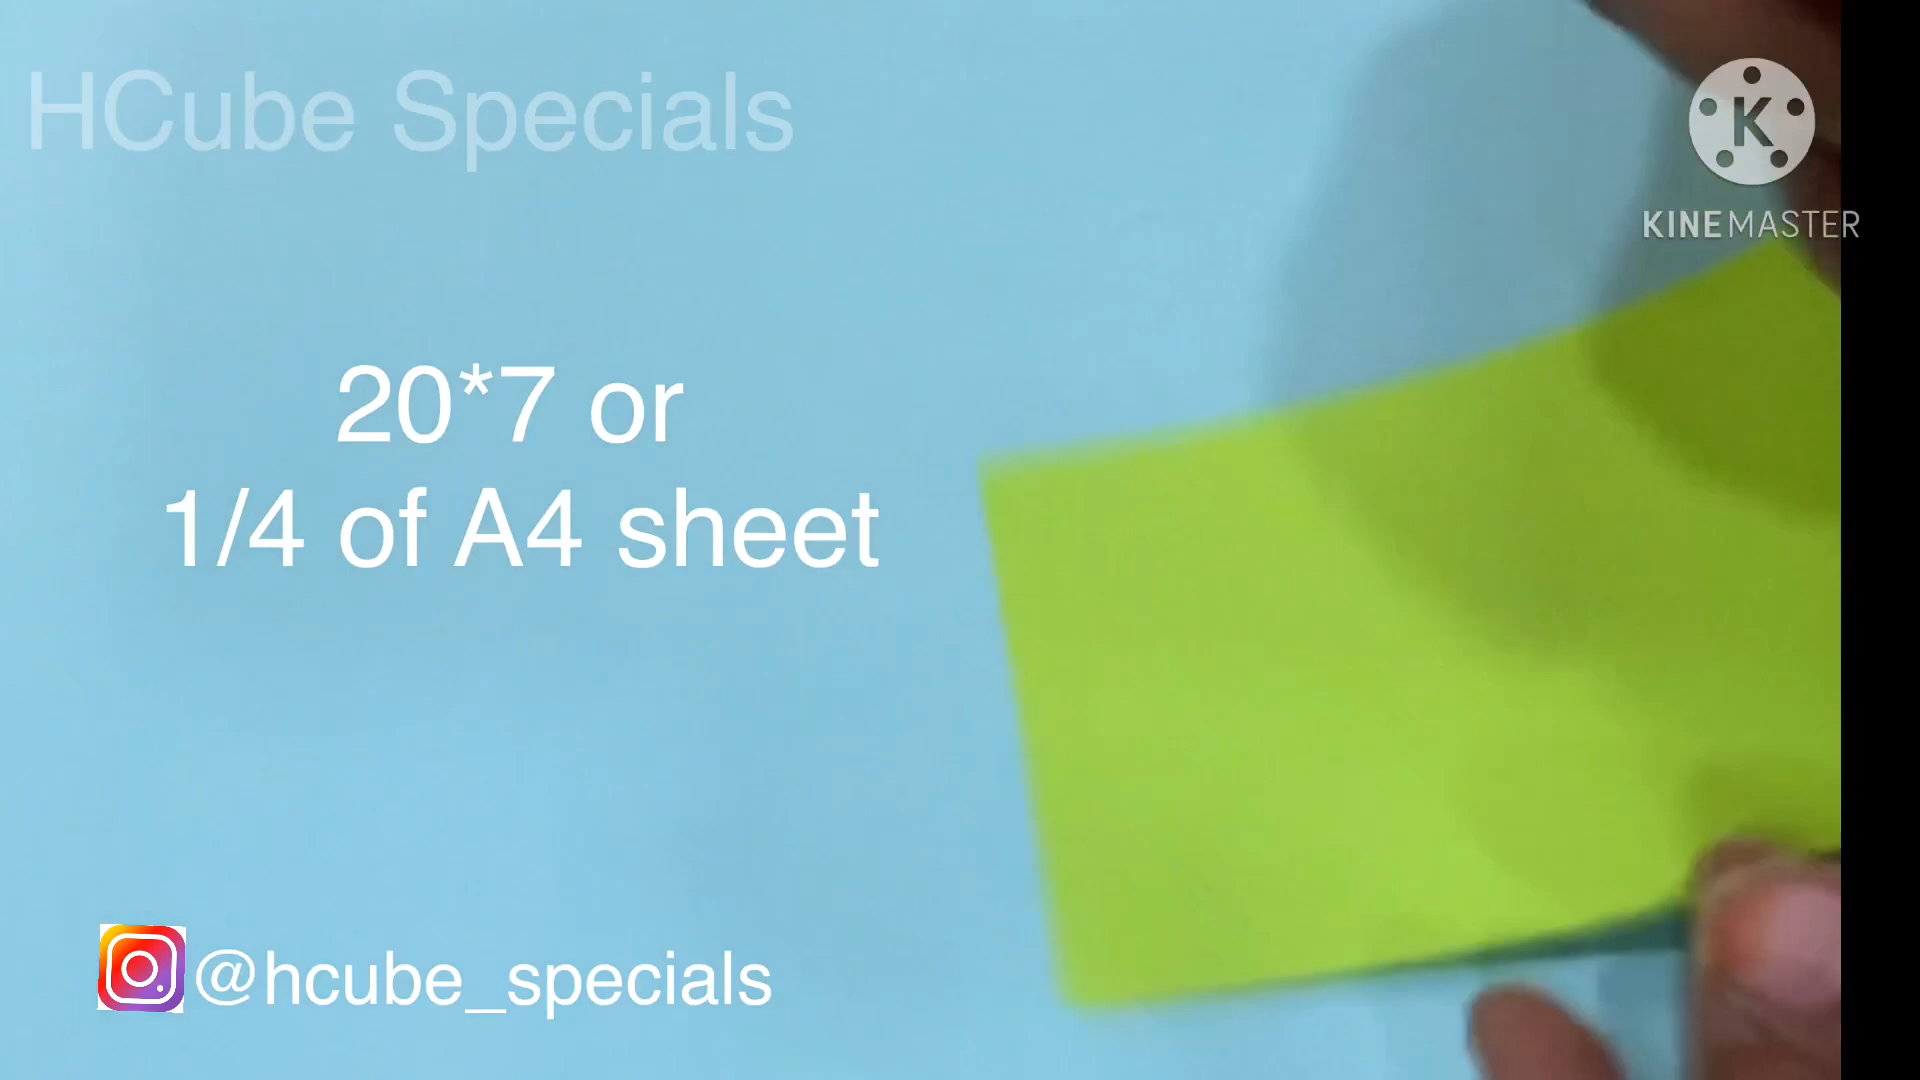 HCube Specials
K
KINEMASTER
20*7 or
1/4 of A4 sheet
@hcube_specials